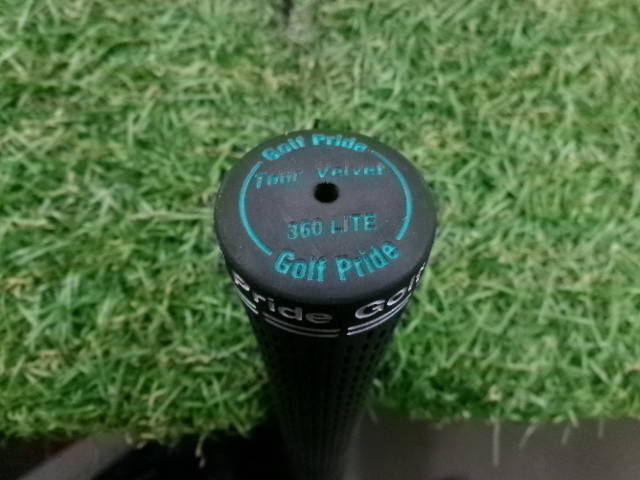 Golf Pride
Tour Velvet
360 LITE
Golf Pride
Pride Golf